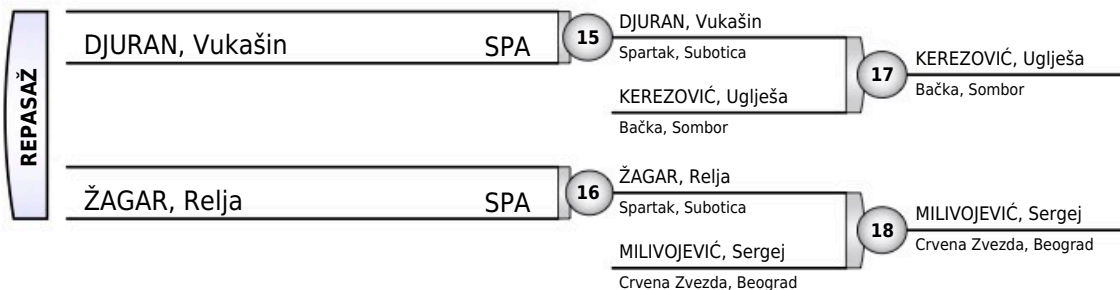 REPASAŽ
DJURAN, Vukašin SPA
15
DJURAN, Vukašin
Spartak, Subotica
KEREZOVIĆ, Uglješa
Bačka, Sombor
17
KEREZOVIĆ, Uglješa
Bačka, Sombor
ŽAGAR, Relja SPA
16
ŽAGAR, Relja
Spartak, Subotica
MILIVOJEVIĆ, Sergej
Crvena Zvezda, Beograd
18
MILIVOJEVIĆ, Sergej
Crvena Zvezda, Beograd